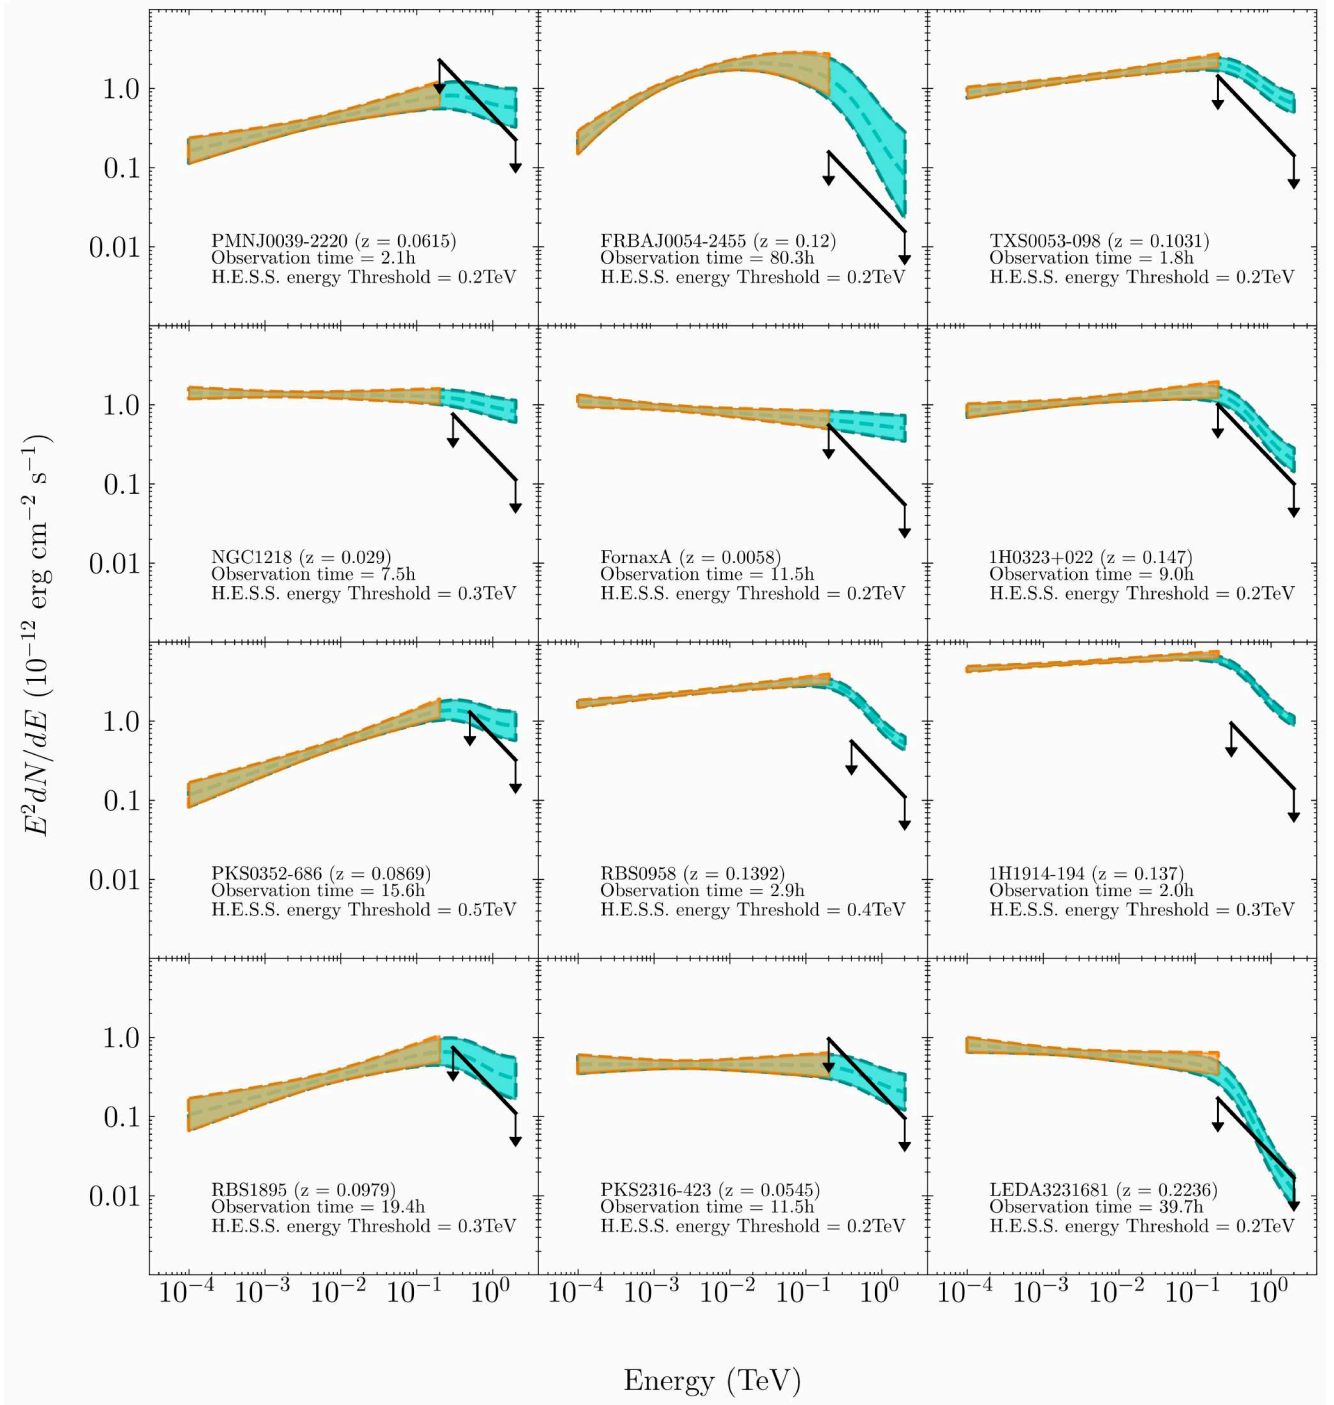 1.0
0.1
0.01
PMNJ0039-2220 (z = 0.0615)
Observation time = 2.1h
H.E.S.S. energy Threshold = 0.2TeV
FRBAJ0054-2455 (z = 0.12)
Observation time = 80.3h
H.E.S.S. energy Threshold = 0.2TeV
TXS0053-098 (z = 0.1031)
Observation time = 1.8h
H.E.S.S. energy Threshold = 0.2TeV
1.0
0.1
0.01
NGC1218 (z = 0.029)
Observation time = 7.5h
H.E.S.S. energy Threshold = 0.3TeV
FornaxA (z = 0.0058)
Observation time = 11.5h
H.E.S.S. energy Threshold = 0.2TeV
1H0323+022 (z = 0.147)
Observation time = 9.0h
H.E.S.S. energy Threshold = 0.2TeV
E²dN/dE (10⁻¹² erg cm⁻² s⁻¹)
1.0
0.1
0.01
PKS0352-686 (z = 0.0869)
Observation time = 15.6h
H.E.S.S. energy Threshold = 0.5TeV
RBS0958 (z = 0.1392)
Observation time = 2.9h
H.E.S.S. energy Threshold = 0.4TeV
1H1914-194 (z = 0.137)
Observation time = 2.0h
H.E.S.S. energy Threshold = 0.3TeV
1.0
0.1
0.01
RBS1895 (z = 0.0979)
Observation time = 19.4h
H.E.S.S. energy Threshold = 0.3TeV
PKS2316-423 (z = 0.0545)
Observation time = 11.5h
H.E.S.S. energy Threshold = 0.2TeV
LEDA3231681 (z = 0.2236)
Observation time = 39.7h
H.E.S.S. energy Threshold = 0.2TeV
10⁻⁴ 10⁻³ 10⁻² 10⁻¹ 10⁰ 10⁻⁴ 10⁻³ 10⁻² 10⁻¹ 10⁰ 10⁻⁴ 10⁻³ 10⁻² 10⁻¹ 10⁰
Energy (TeV)